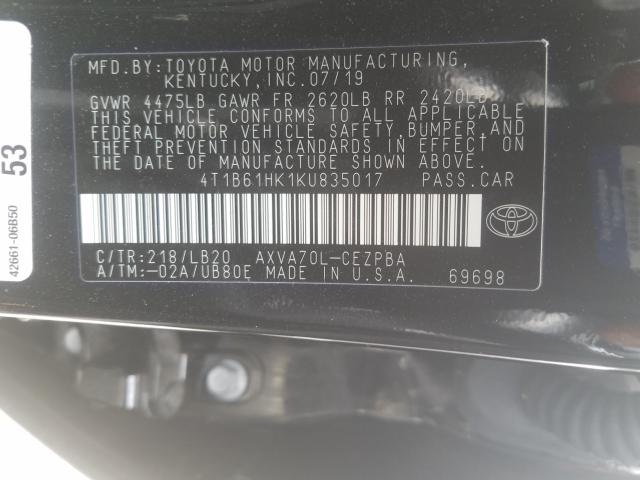 MFD.BY:TOYOTA MOTOR MANUFACTURING,
KENTUCKY, INC. 07/19
GVWR 4475LB GAWR FR 2620LB RR 2420LB
THIS VEHICLE CONFORMS TO ALL APPLICABLE
FEDERAL MOTOR VEHICLE SAFETY, BUMPER, AND
THEFT PREVENTION STANDARDS IN EFFECT ON
THE DATE OF MANUFACTURE SHOWN ABOVE.
4T1B61HK1KU835017 PASS.CAR
C/TR:218/LB20 AXVA70L-CEZPBA
A/TM:-02A/UB80E MADE IN U.S.A. 69698
53
42661-06B50